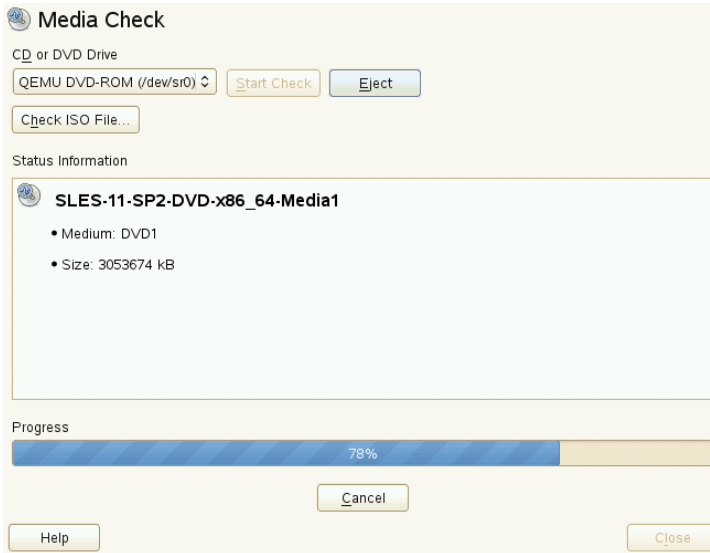 Media Check
CD or DVD Drive
QEMU DVD-ROM (/dev/sr0)
Start Check
Eject
Check ISO File...
Status Information
SLES-11-SP2-DVD-x86_64-Media1
• Medium: DVD1
• Size: 3053674 kB
Progress
78%
Cancel
Help
Close